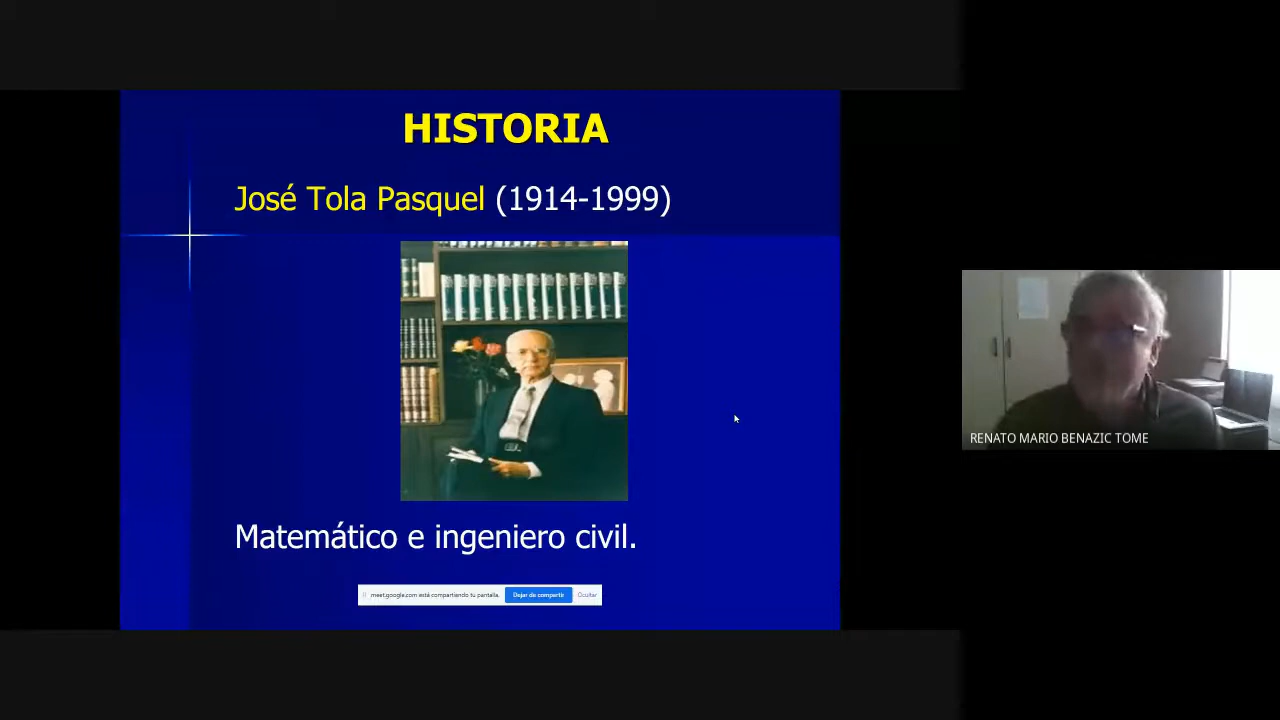 HISTORIA
José Tola Pasquel (1914-1999)
Matemático e ingeniero civil.
meet.google.com está compartiendo tu pantalla. Dejar de compartir Ocultar
RENATO MARIO BENAZIC TOME